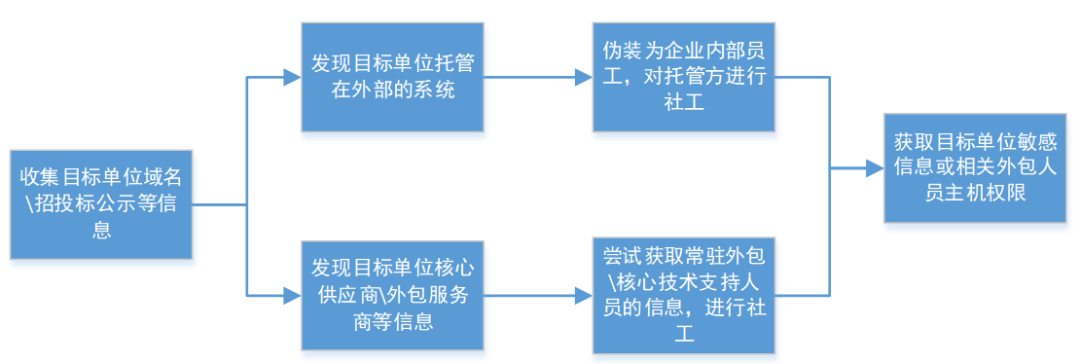 收集目标单位域名
\招投标公示等信
息
发现目标单位托管
在外部的系统
伪装为企业内部员
工，对托管方进行
社工
发现目标单位核心
供应商\外包服务
商等信息
尝试获取常驻外包
\核心技术支持人
员的信息，进行社
工
获取目标单位敏感
信息或相关外包人
员主机权限